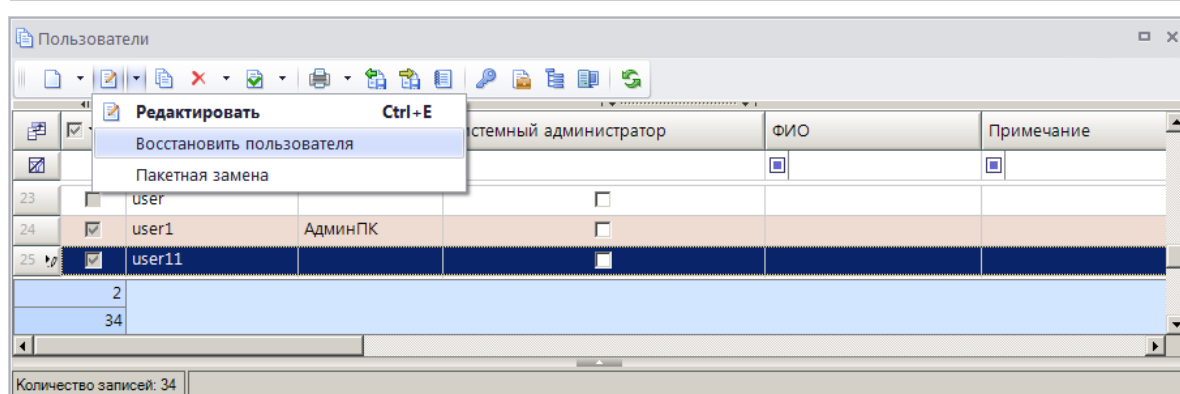 Пользователи
Редактировать Ctrl+E
Восстановить пользователя
Пакетная замена
истемный администратор ФИО Примечание
23 user
24 user1 АдминПК
25 user11
2
34
Количество записей: 34